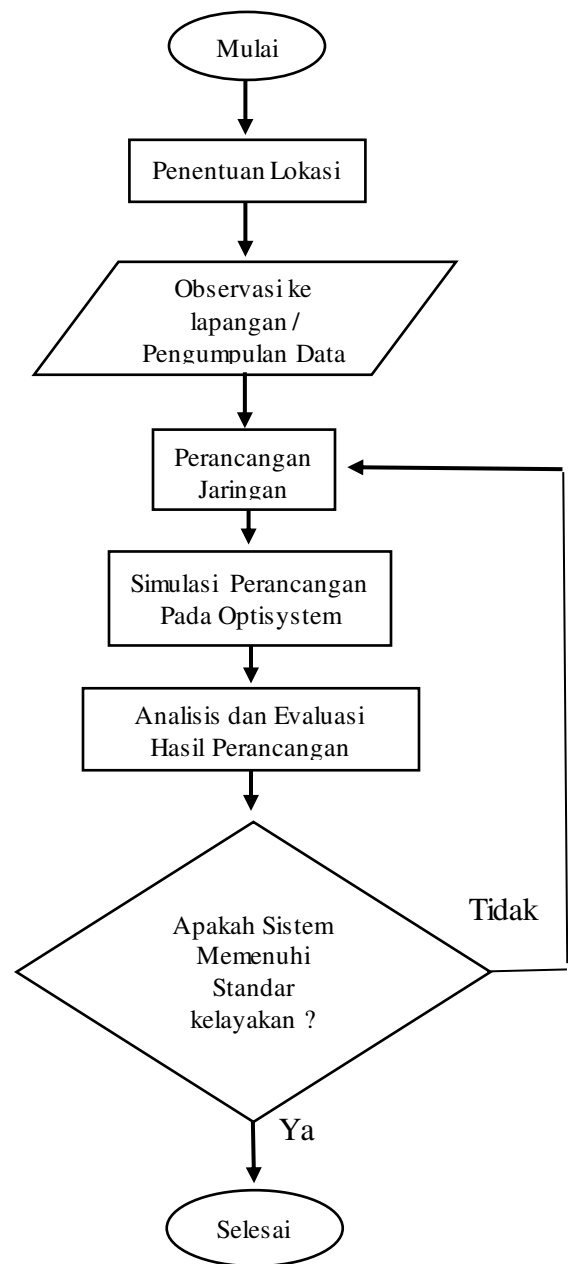 Mulai
Penentuan Lokasi
Observasi ke
lapangan /
Pengumpulan Data
Perancangan
Jaringan
Simulasi Perancangan
Pada Optisystem
Analisis dan Evaluasi
Hasil Perancangan
Apakah Sistem
Memenuhi
Standar
kelayakan ?
Tidak
Ya
Selesai